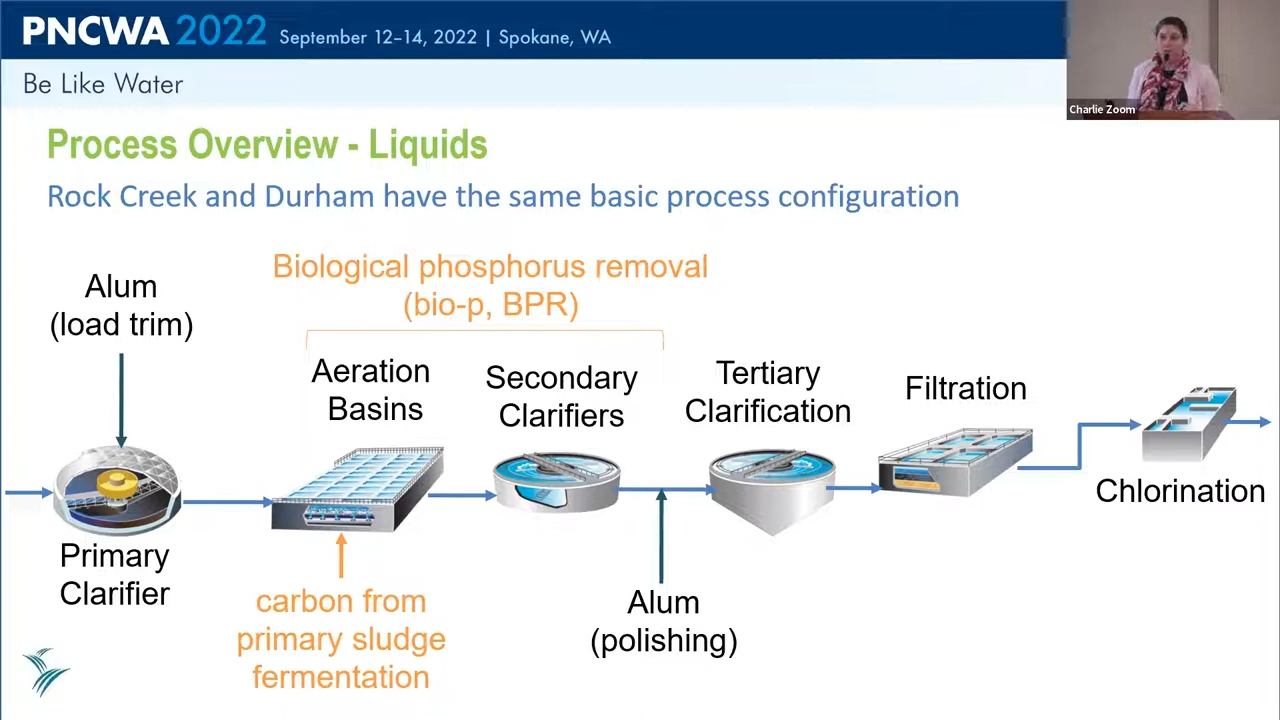 PNCWA 2022 September 12–14, 2022 | Spokane, WA
Be Like Water
Charlie Zoom
Process Overview - Liquids
Rock Creek and Durham have the same basic process configuration
Biological phosphorus removal
(bio-p, BPR)
Alum
(load trim)
Aeration
Basins
Secondary
Clarifiers
Tertiary
Clarification
Filtration
Chlorination
Primary
Clarifier
carbon from
primary sludge
fermentation
Alum
(polishing)